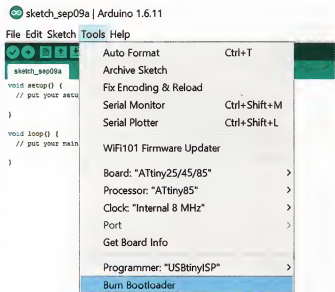 sketch_sep09a | Arduino 1.6.11
File Edit Sketch Tools Help
sketch_sep09a
void setup() {
// put your setu
}
void loop() {
// put your main
}
Auto Format Ctrl+T
Archive Sketch
Fix Encoding & Reload
Serial Monitor Ctrl+Shift+M
Serial Plotter Ctrl+Shift+L
WiFi101 Firmware Updater
Board: "ATtiny25/45/85" >
Processor: "ATtiny85" >
Clock: "Internal 8 MHz" >
Port >
Get Board Info
Programmer: "USBtinyISP" >
Burn Bootloader